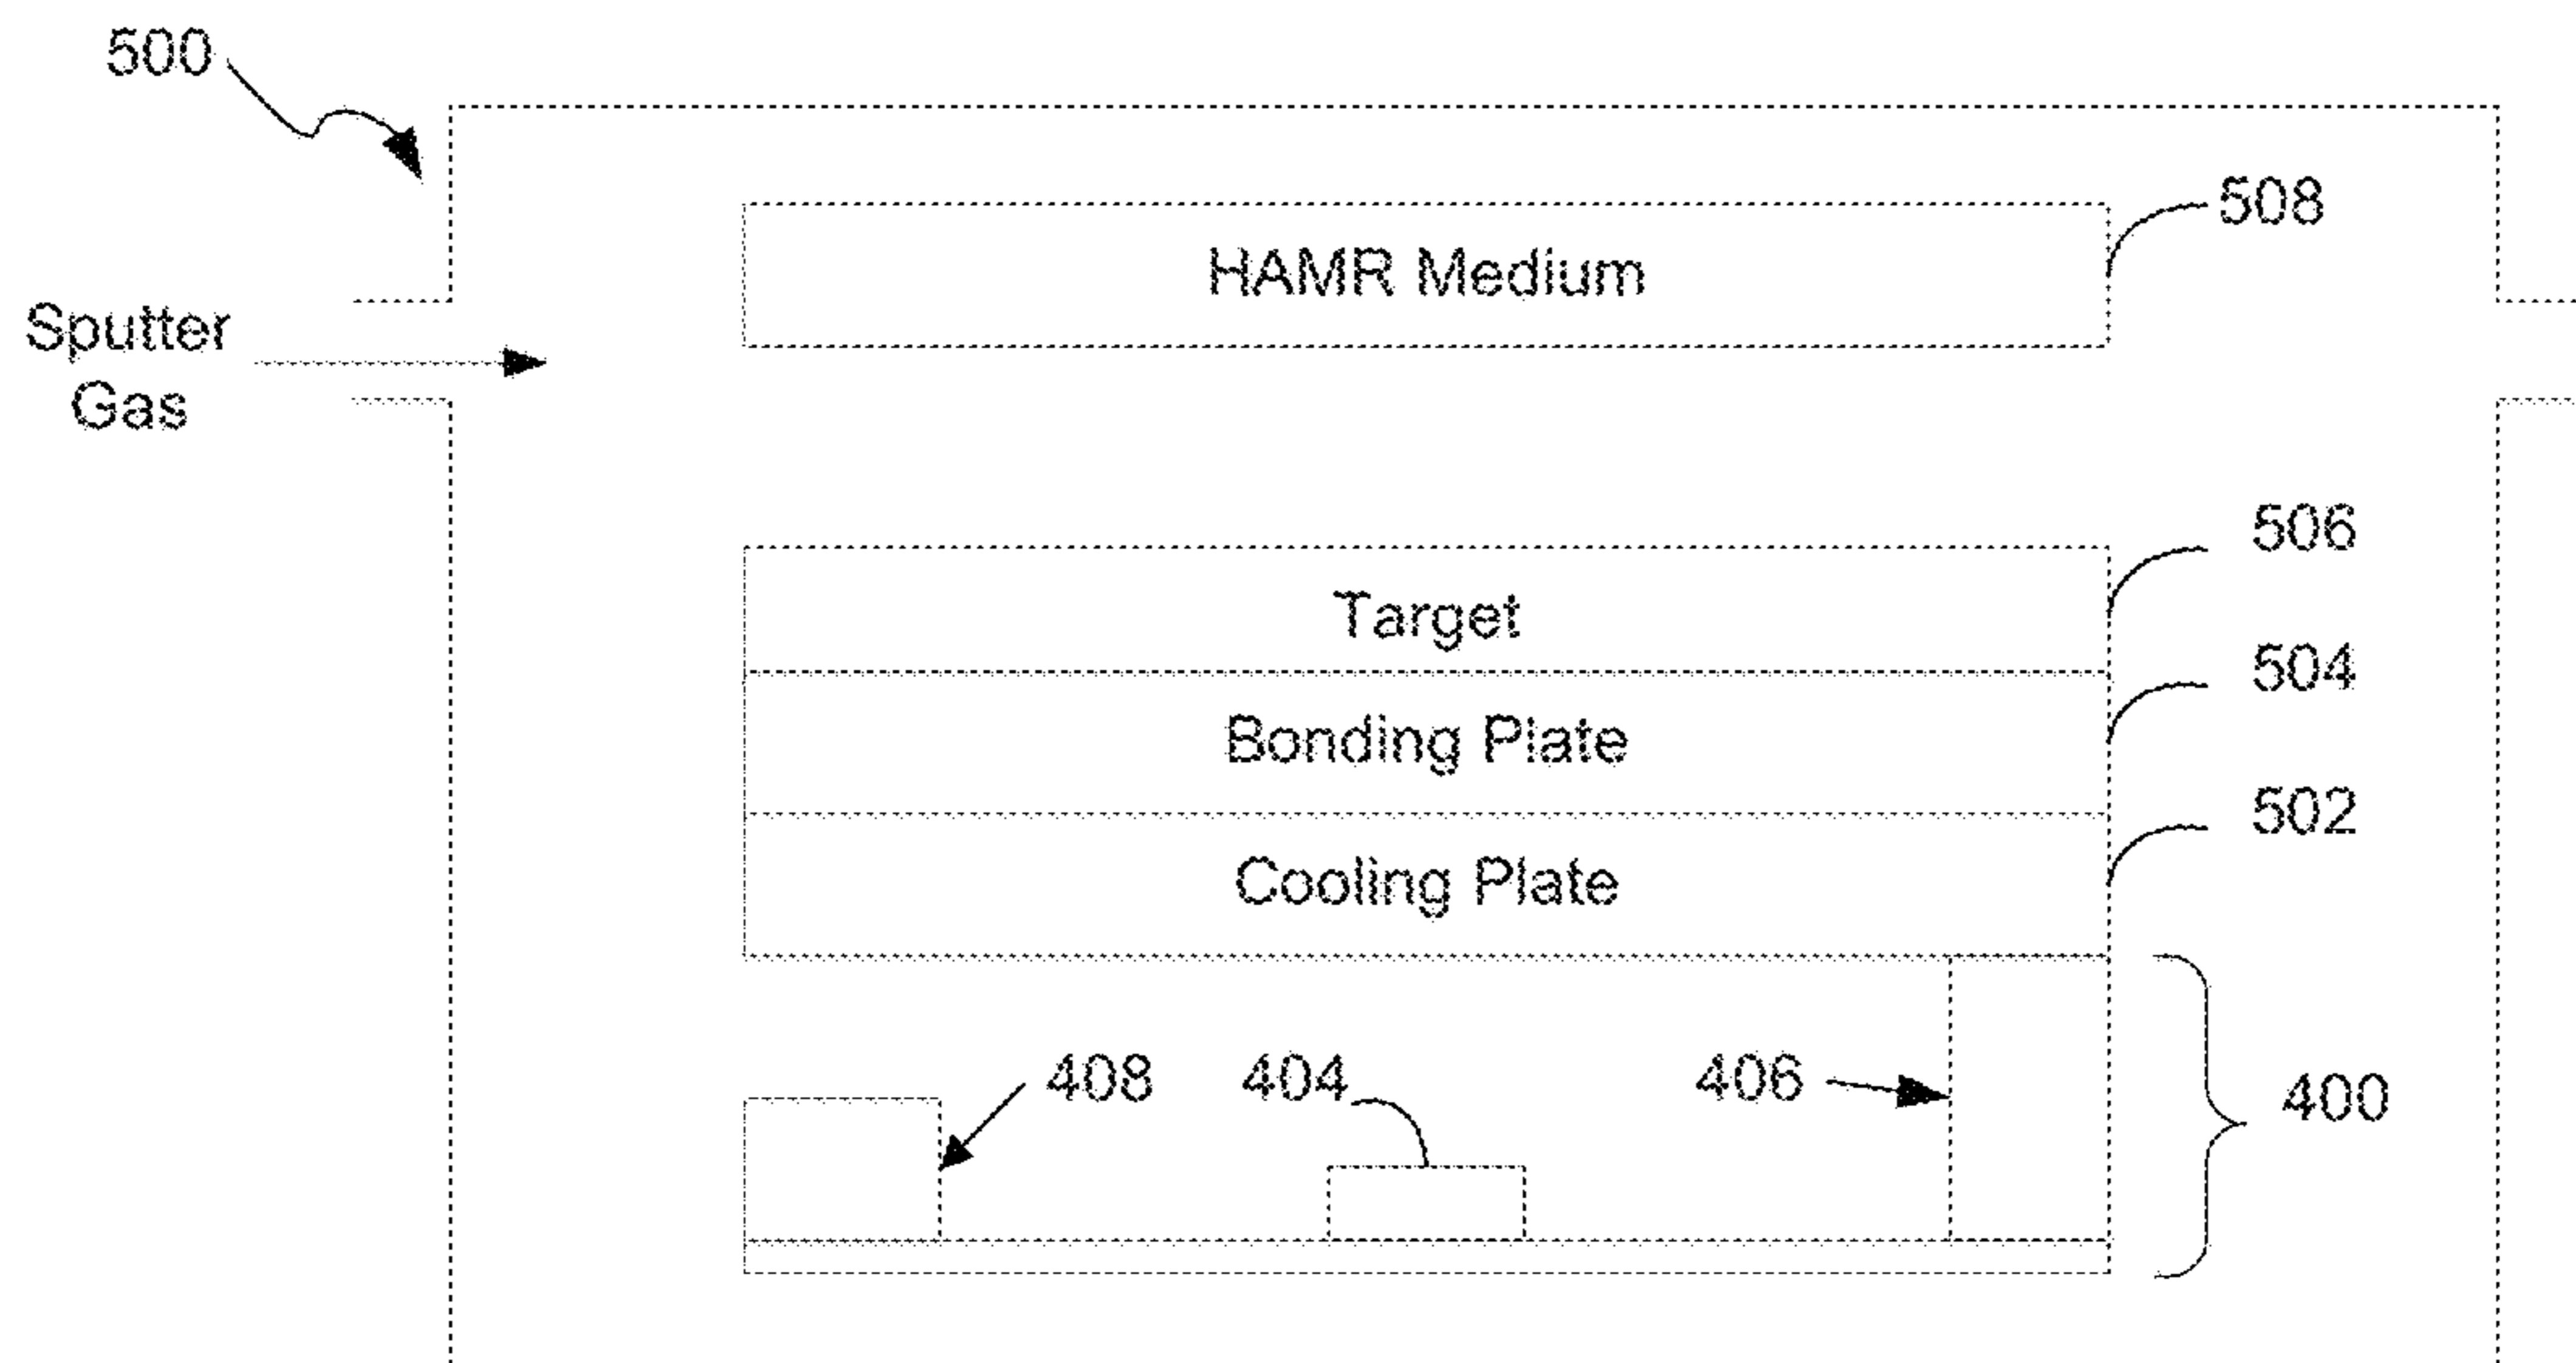 500
508
HAMR Medium
Sputter
Gas
506
Target
504
Bonding Plate
502
Cooling Plate
408 404 406 400